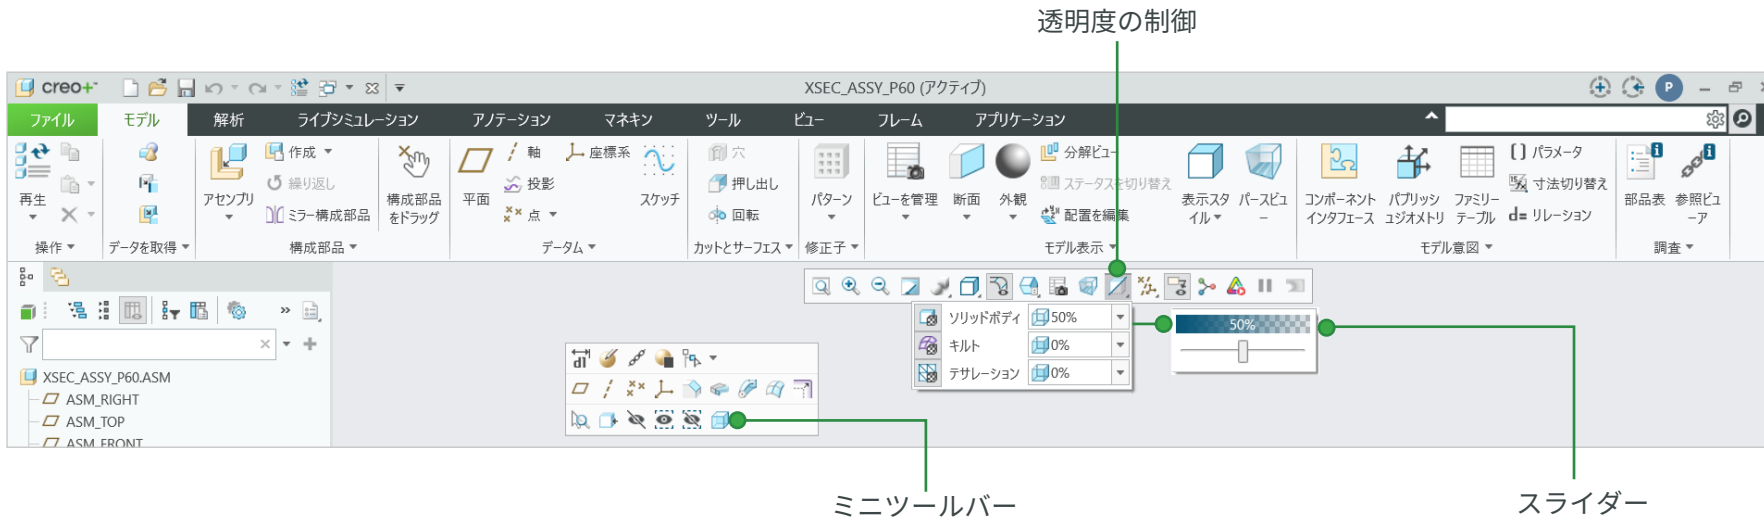 透明度の制御
creo+
XSEC_ASSY_P60 (アクティブ)
P
ファイル モデル 解析 ライブシミュレーション アノテーション マネキン ツール ビュー フレーム アプリケーション
再生
操作
データを取得
アセンブリ
作成
繰り返し
ミラー構成部品
構成部品
をドラッグ
構成部品
平面
軸
投影
点
座標系
スケッチ
データム
穴
押し出し
回転
カットとサーフェス
パターン
修正子
ビューを管理
断面
外観
分解ビュー
ステータスを切り替え
配置を編集
表示スタ
イル
パースビュ
ー
モデル表示
コンポーネント
インタフェース
パブリッシ
ュジオメトリ
ファミリー
テーブル
パラメータ
寸法切り替え
d= リレーション
モデル意図
部品表
参照ビュ
ーア
調査
XSEC_ASSY_P60.ASM
ASM_RIGHT
ASM_TOP
ASM_FRONT
ソリッドボディ 50%
キルト 0%
テサレーション 0%
50%
ミニツールバー
スライダー